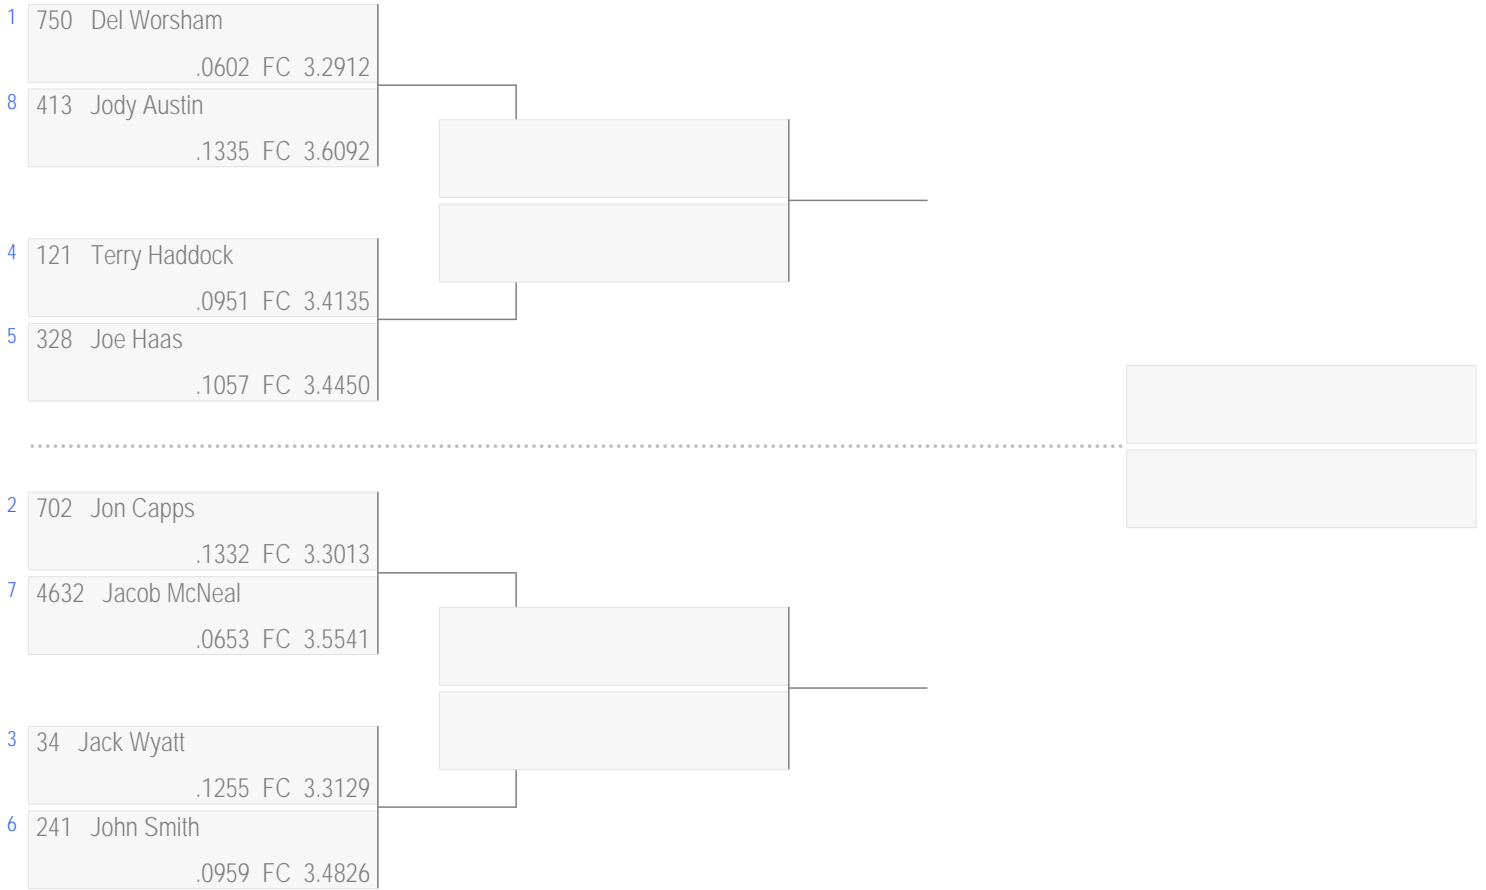 1 750 Del Worsham
.0602 FC 3.2912
8 413 Jody Austin
.1335 FC 3.6092
4 121 Terry Haddock
.0951 FC 3.4135
5 328 Joe Haas
.1057 FC 3.4450
2 702 Jon Capps
.1332 FC 3.3013
7 4632 Jacob McNeal
.0653 FC 3.5541
3 34 Jack Wyatt
.1255 FC 3.3129
6 241 John Smith
.0959 FC 3.4826